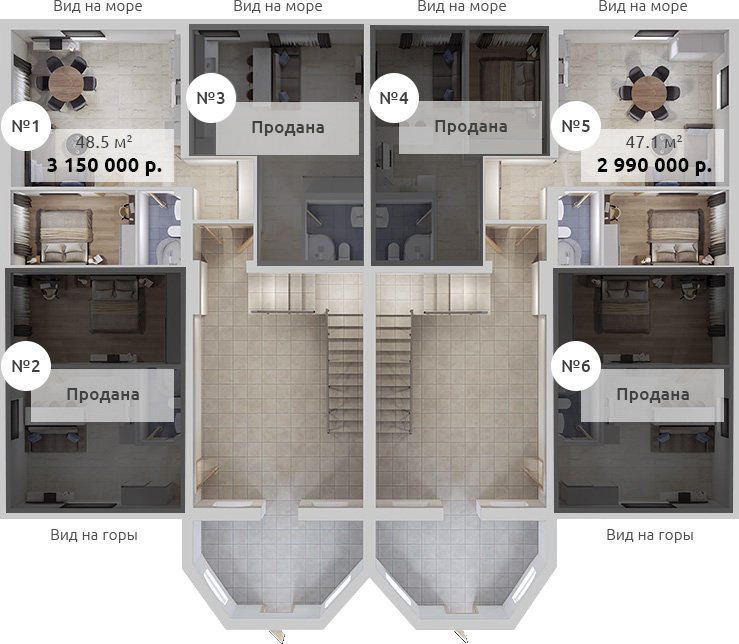 Вид на море
Вид на море
Вид на море
Вид на море
№1
48.5 м²
3 150 000 р.
№3
Продана
№4
Продана
№5
47.1 м²
2 990 000 р.
№2
Продана
№6
Продана
Вид на горы
Вид на горы